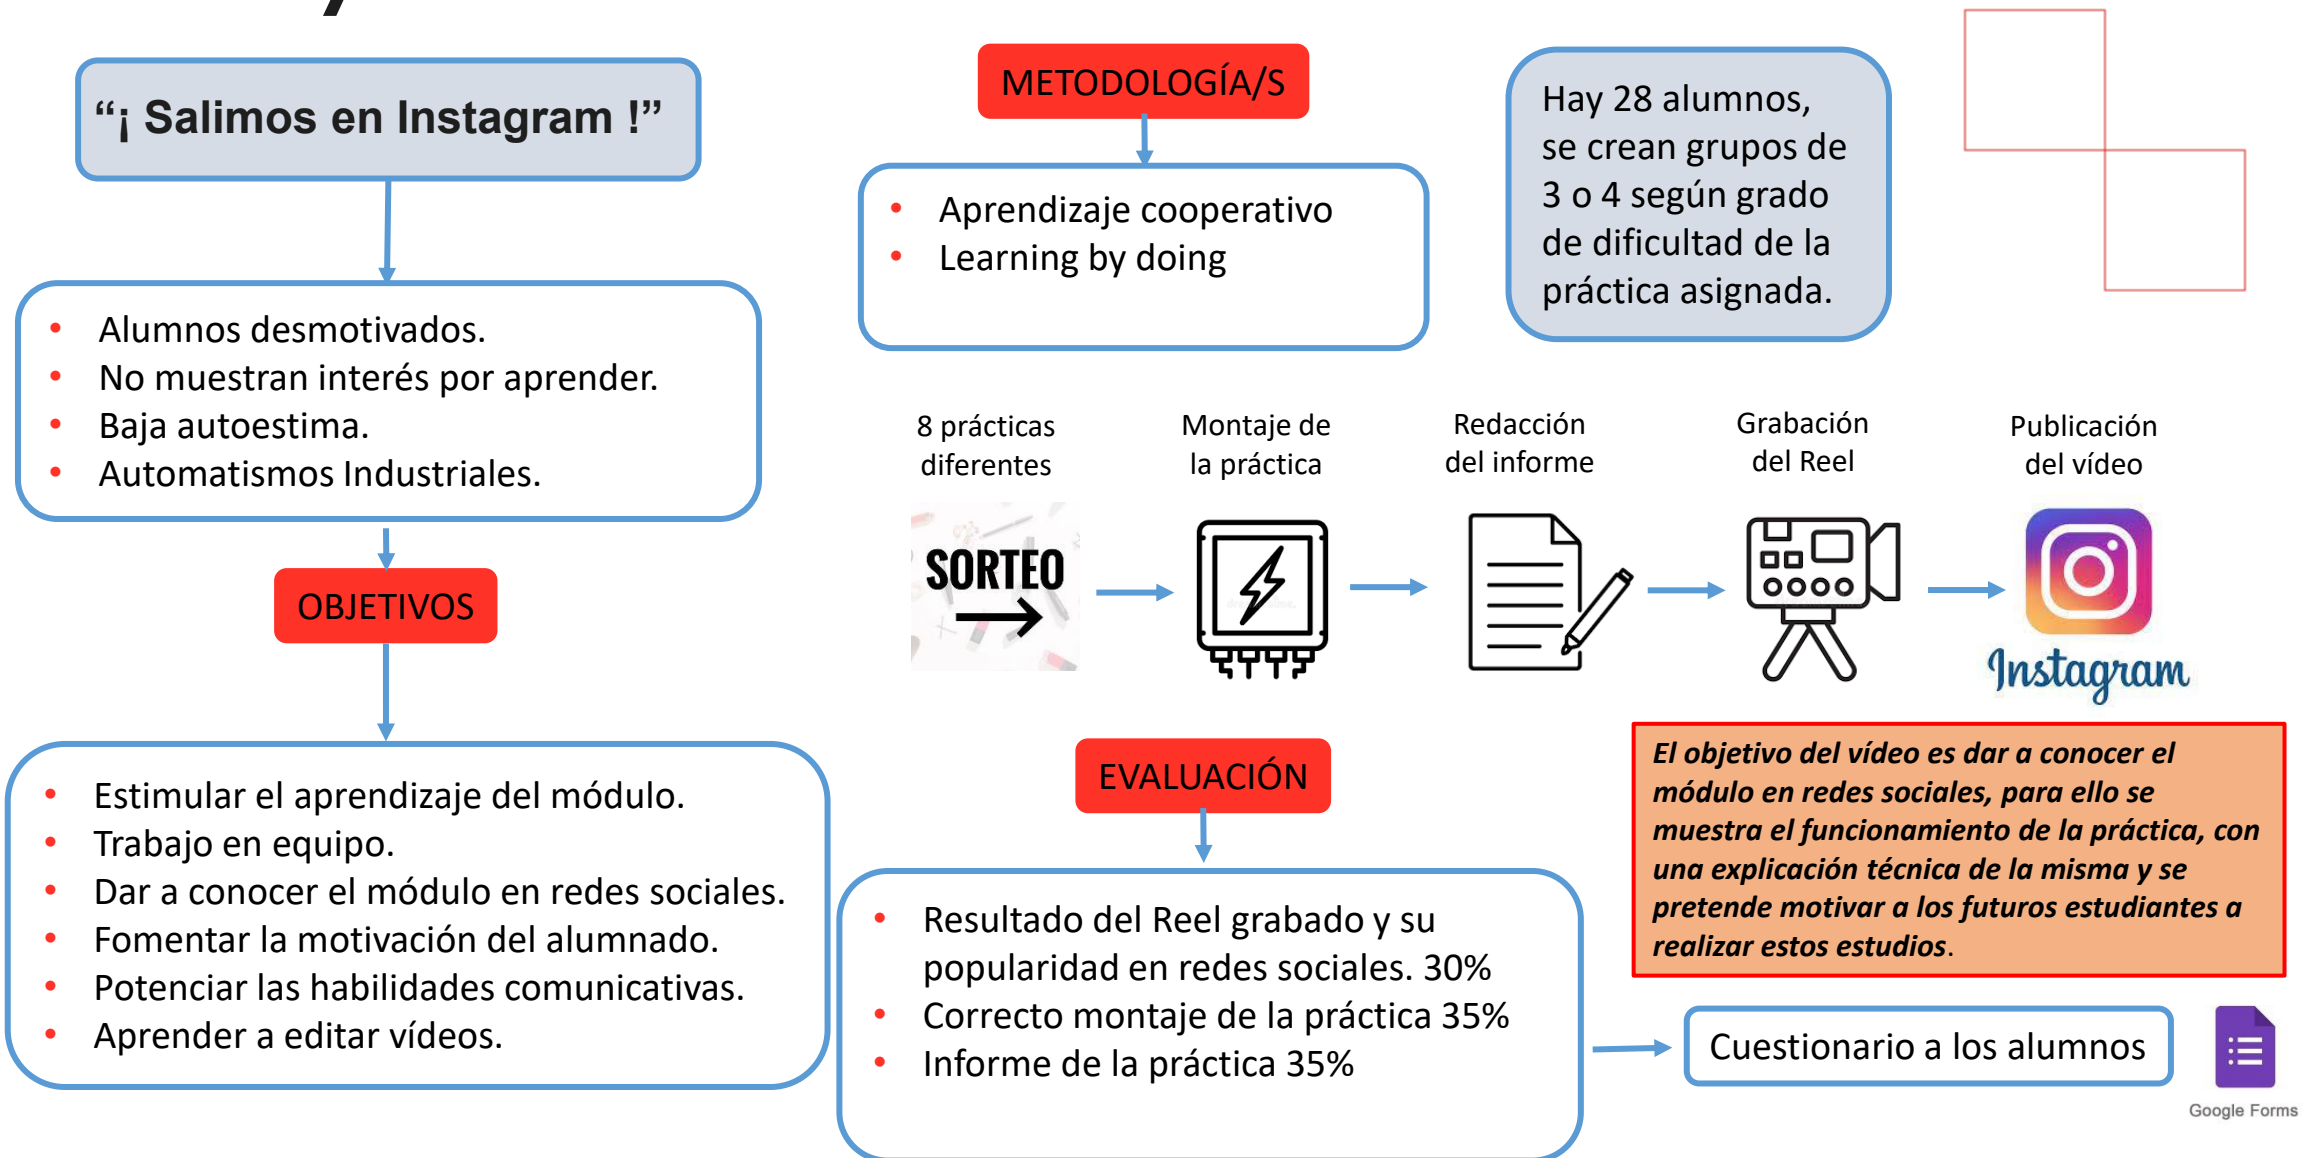 “¡ Salimos en Instagram !”
• Alumnos desmotivados.
• No muestran interés por aprender.
• Baja autoestima.
• Automatismos Industriales.
OBJETIVOS
• Estimular el aprendizaje del módulo.
• Trabajo en equipo.
• Dar a conocer el módulo en redes sociales.
• Fomentar la motivación del alumnado.
• Potenciar las habilidades comunicativas.
• Aprender a editar vídeos.
METODOLOGÍA/S
• Aprendizaje cooperativo
• Learning by doing
Hay 28 alumnos,
se crean grupos de
3 o 4 según grado
de dificultad de la
práctica asignada.
8 prácticas
diferentes
SORTEO
Montaje de
la práctica
Redacción
del informe
Grabación
del Reel
Publicación
del vídeo
Instagram
EVALUACIÓN
• Resultado del Reel grabado y su
popularidad en redes sociales. 30%
• Correcto montaje de la práctica 35%
• Informe de la práctica 35%
El objetivo del vídeo es dar a conocer el
módulo en redes sociales, para ello se
muestra el funcionamiento de la práctica, con
una explicación técnica de la misma y se
pretende motivar a los futuros estudiantes a
realizar estos estudios.
Cuestionario a los alumnos
Google Forms